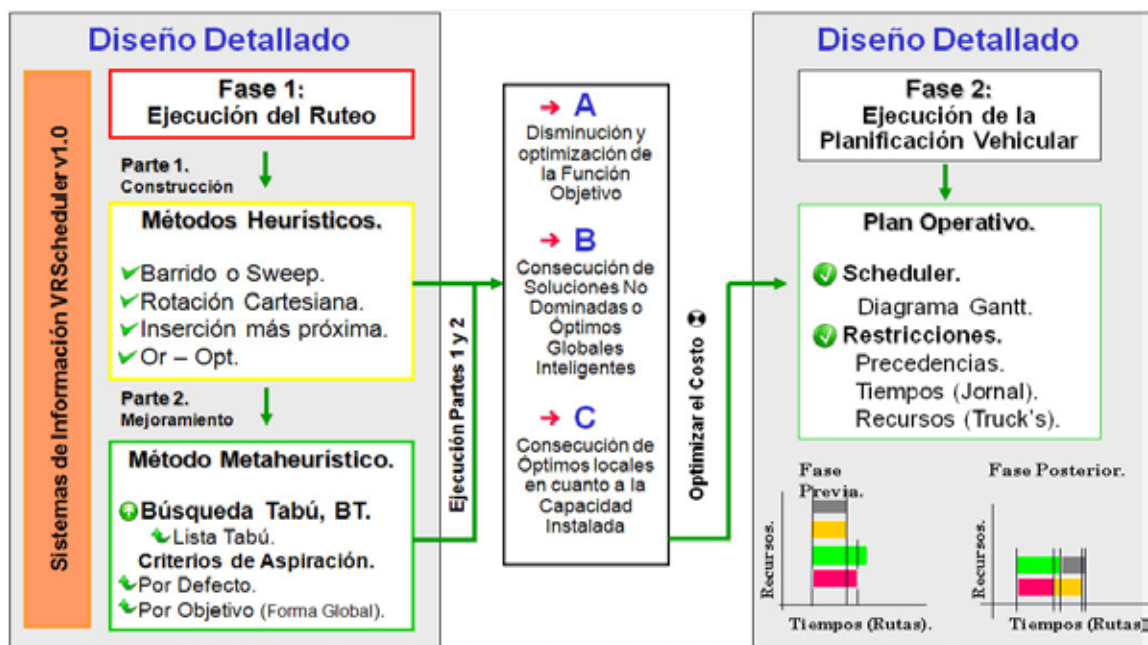 Diseño Detallado
Sistemas de Información VRScheduler v1.0
Fase 1:
Ejecución del Ruteo
Parte 1.
Construcción
Métodos Heurísticos.
Barrido o Sweep.
Rotación Cartesiana.
Inserción más próxima.
Or – Opt.
Parte 2.
Mejoramiento
Método Metaheurístico.
Búsqueda Tabú, BT.
Lista Tabú.
Criterios de Aspiración.
Por Defecto.
Por Objetivo (Forma Global).
Ejecución Partes 1 y 2
A
Disminución y
optimización de
la Función
Objetivo
B
Consecución de
Soluciones No
Dominadas o
Óptimos
Globales
Inteligentes
C
Consecución de
Óptimos locales
en cuanto a la
Capacidad
Instalada
Optimizar el Costo
Diseño Detallado
Fase 2:
Ejecución de la
Planificación Vehicular
Plan Operativo.
Scheduler.
Diagrama Gantt.
Restricciones.
Precedencias.
Tiempos (Jornal).
Recursos (Truck's).
Fase
Previa.
Recursos.
Tiempos (Rutas).
Fase Posterior.
Recursos.
Tiempos (Rutas)